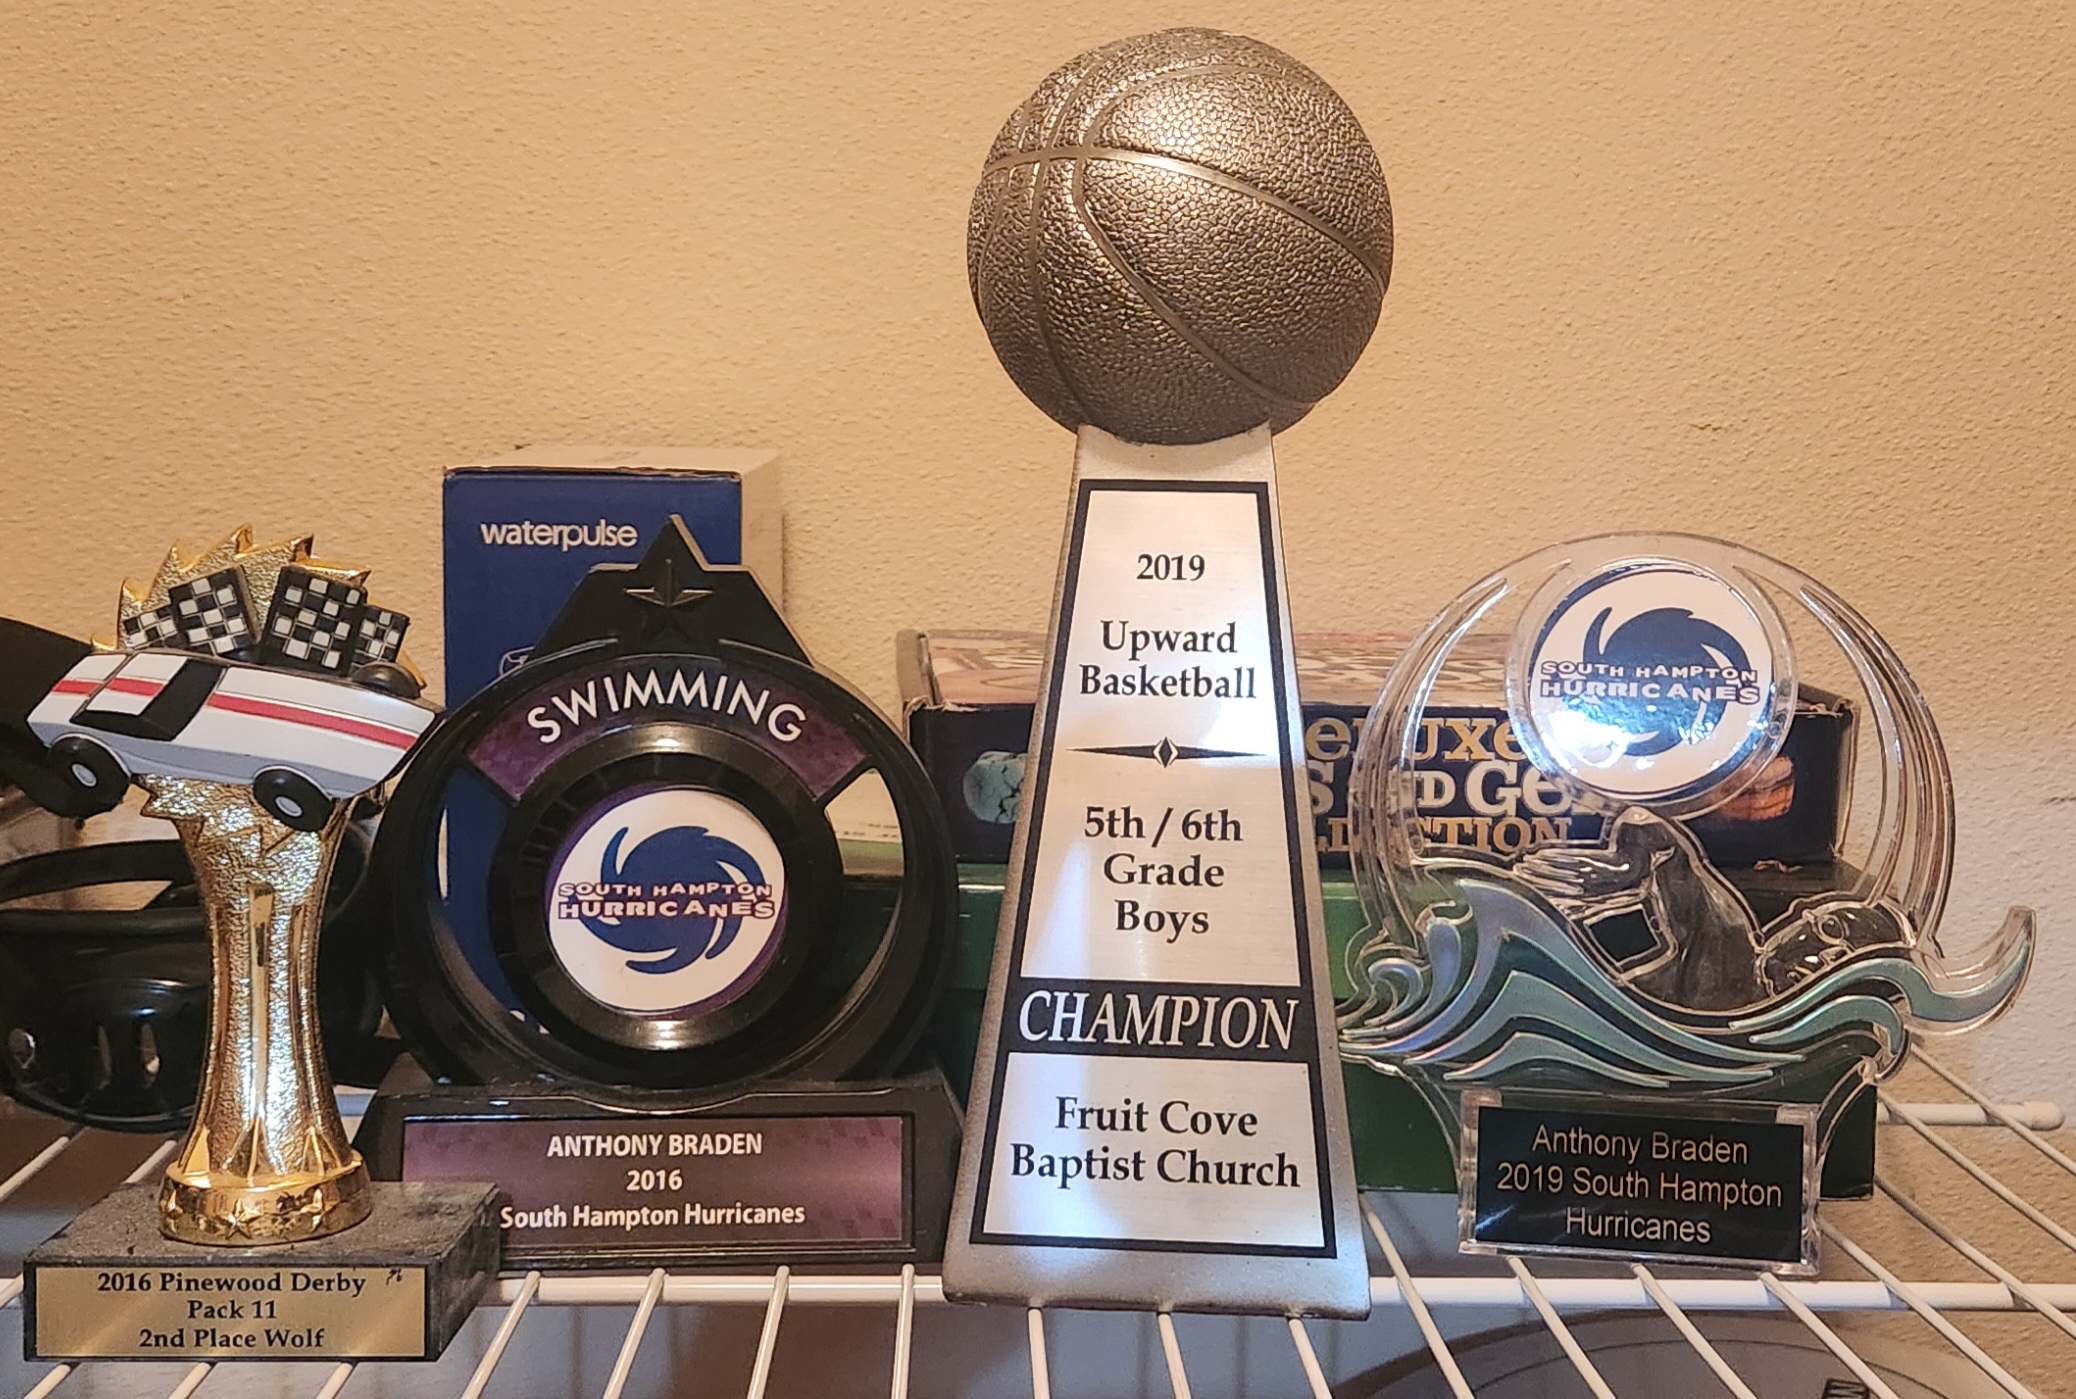 waterpulse
SWIMMING
SOUTH HAMPTON
HURRICANES
ANTHONY BRADEN
2016
South Hampton Hurricanes
2016 Pinewood Derby
Pack 11
2nd Place Wolf
2019
Upward
Basketball
5th / 6th
Grade
Boys
CHAMPION
Fruit Cove
Baptist Church
SOUTH HAMPTON
HURRICANES
Anthony Braden
2019 South Hampton
Hurricanes